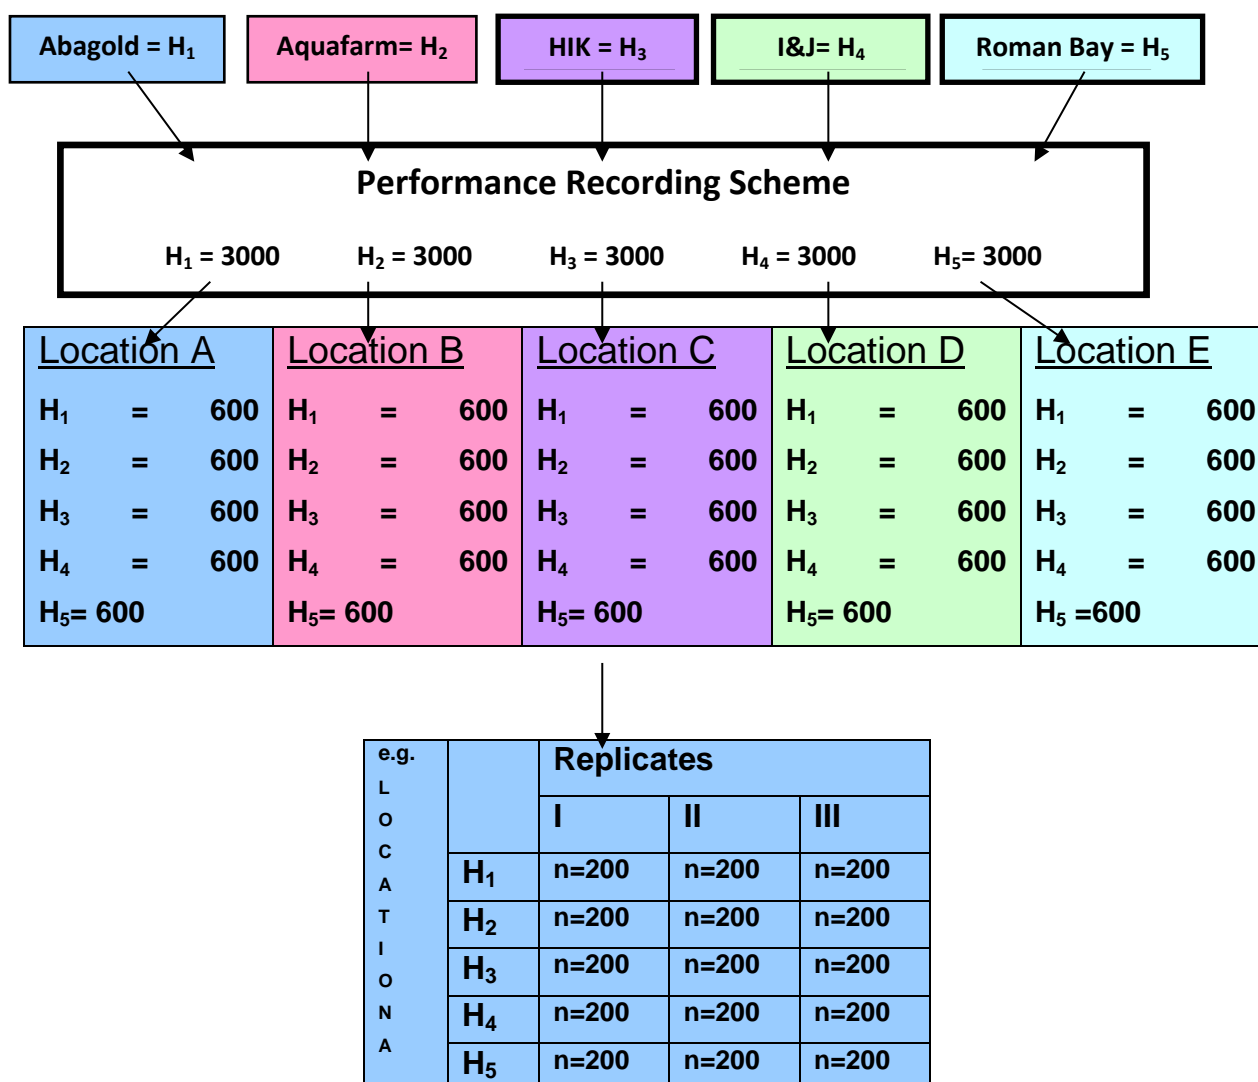 Abagold = H₁ Aquafarm= H₂ HIK = H₃ I&J= H₄ Roman Bay = H₅
Performance Recording Scheme
H₁ = 3000 H₂ = 3000 H₃ = 3000 H₄ = 3000 H₅= 3000
Location A Location B Location C Location D Location E
H₁ = 600 H₁ = 600 H₁ = 600 H₁ = 600 H₁ = 600
H₂ = 600 H₂ = 600 H₂ = 600 H₂ = 600 H₂ = 600
H₃ = 600 H₃ = 600 H₃ = 600 H₃ = 600 H₃ = 600
H₄ = 600 H₄ = 600 H₄ = 600 H₄ = 600 H₄ = 600
H₅= 600 H₅= 600 H₅= 600 H₅= 600 H₅ =600
e.g. LOCATION A
Replicates
I II III
H₁ n=200 n=200 n=200
H₂ n=200 n=200 n=200
H₃ n=200 n=200 n=200
H₄ n=200 n=200 n=200
H₅ n=200 n=200 n=200